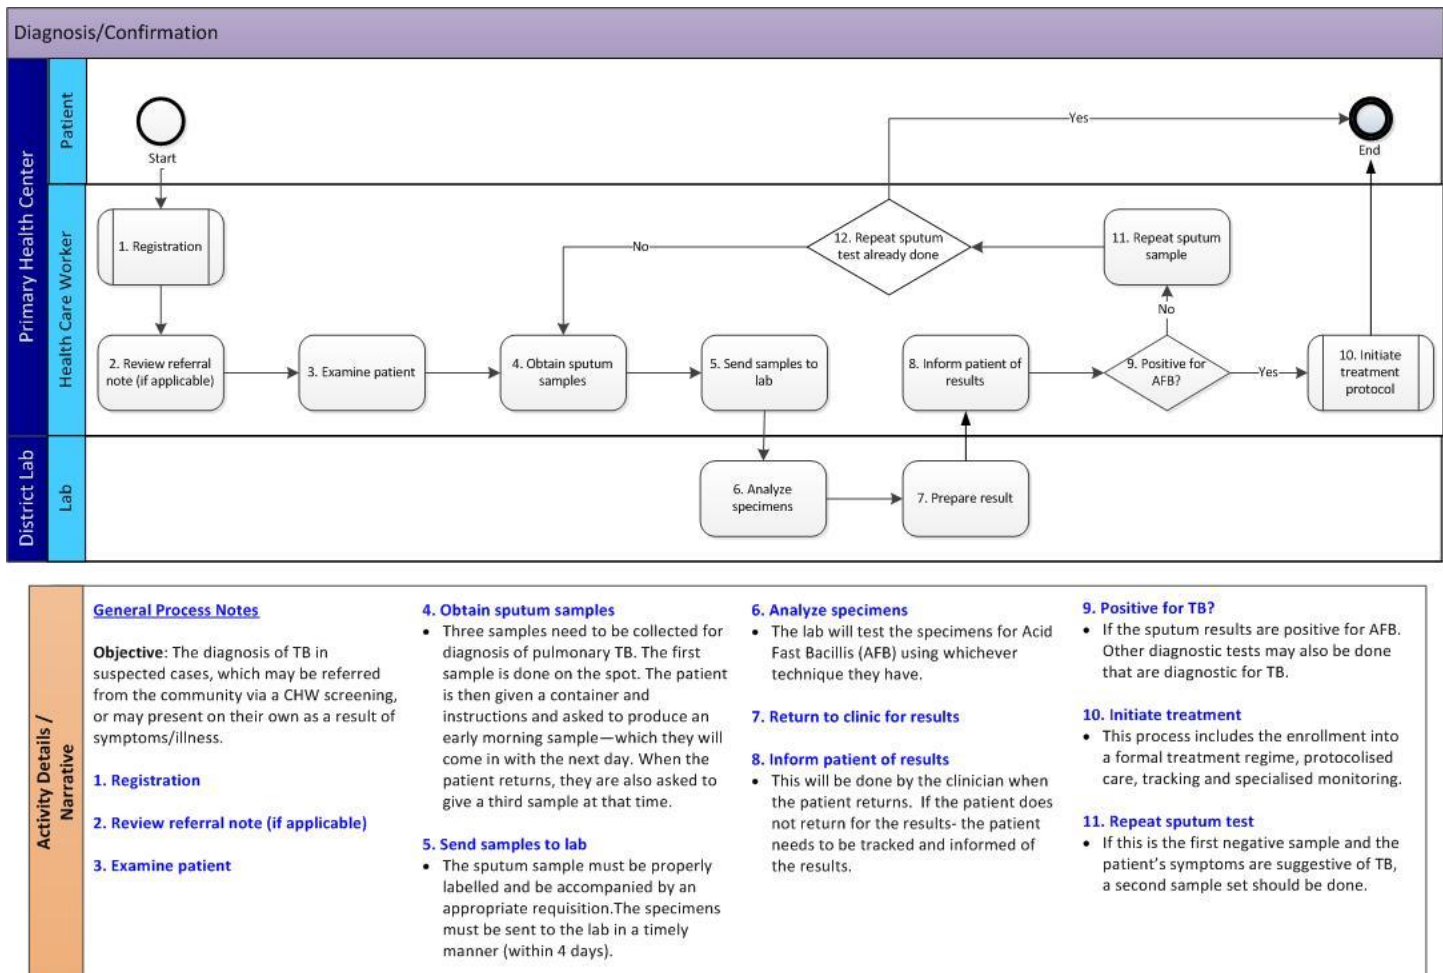 Diagnosis/Confirmation
Primary Health Center
Patient
Start
Yes
End
Health Care Worker
1. Registration
No
12. Repeat sputum
test already done
11. Repeat sputum
sample
No
2. Review referral
note (if applicable)
3. Examine patient
4. Obtain sputum
samples
5. Send samples to
lab
8. Inform patient of
results
9. Positive for
AFB?
Yes
10. Initiate
treatment
protocol
District Lab
Lab
6. Analyze
specimens
7. Prepare result
Activity Details /
Narrative
General Process Notes
Objective: The diagnosis of TB in
suspected cases, which may be referred
from the community via a CHW screening,
or may present on their own as a result of
symptoms/illness.
1. Registration
2. Review referral note (if applicable)
3. Examine patient
4. Obtain sputum samples
• Three samples need to be collected for
diagnosis of pulmonary TB. The first
sample is done on the spot. The patient
is then given a container and
instructions and asked to produce an
early morning sample—which they will
come in with the next day. When the
patient returns, they are also asked to
give a third sample at that time.
5. Send samples to lab
• The sputum sample must be properly
labelled and be accompanied by an
appropriate requisition.The specimens
must be sent to the lab in a timely
manner (within 4 days).
6. Analyze specimens
• The lab will test the specimens for Acid
Fast Bacillis (AFB) using whichever
technique they have.
7. Return to clinic for results
8. Inform patient of results
• This will be done by the clinician when
the patient returns. If the patient does
not return for the results- the patient
needs to be tracked and informed of
the results.
9. Positive for TB?
• If the sputum results are positive for AFB.
Other diagnostic tests may also be done
that are diagnostic for TB.
10. Initiate treatment
• This process includes the enrollment into
a formal treatment regime, protocolised
care, tracking and specialised monitoring.
11. Repeat sputum test
• If this is the first negative sample and the
patient's symptoms are suggestive of TB,
a second sample set should be done.